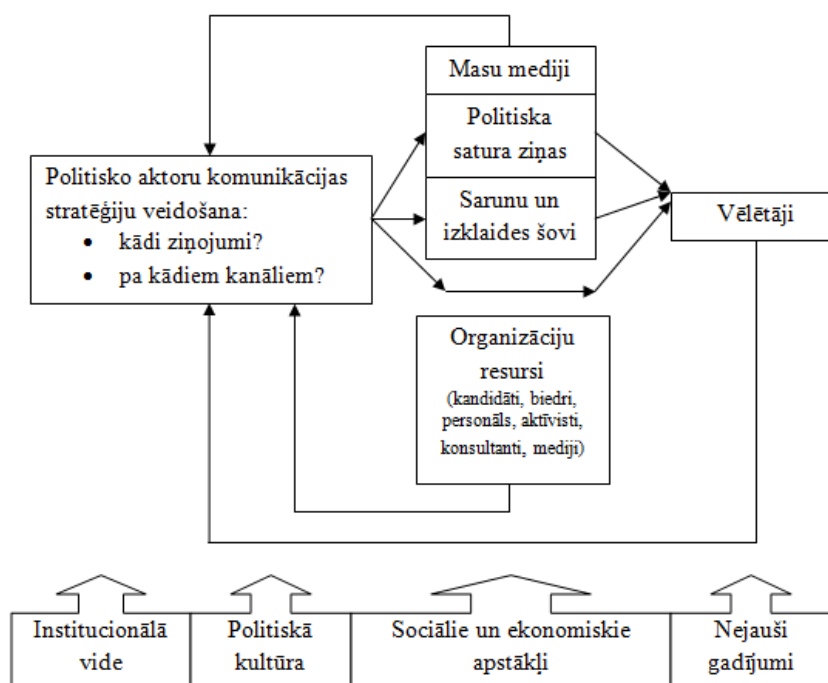 Masu mediji
Politiska
satura ziņas
Sarunu un
izklaides šovi
Politisko aktoru komunikācijas
stratēģiju veidošana:
• kādi ziņojumi?
• pa kādiem kanāliem?
Vēlētāji
Organizāciju
resursi
(kandidāti, biedri,
personāls, aktīvisti,
konsultanti, mediji)
Institucionālā
vide
Politiskā
kultūra
Sociālie un ekonomiskie
apstākļi
Nejauši
gadījumi